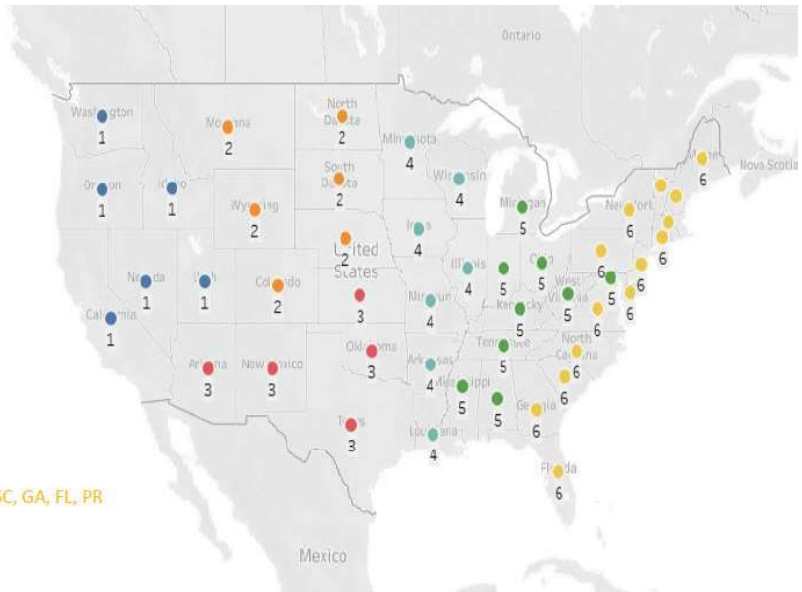 Ontario
North
Dakota
Washington
1
Montana
2
2
Minnesota
4
Maine
6
Nova Scotia
South
Dakota
2
Wisconsin
4
Oregon
1
Idaho
1
Wyoming
2
Michigan
5
New York
6
Iowa
4
6
United
States
2
6
Nevada
1
Utah
1
Colorado
2
Illinois
4
5
Ohio
5
West
Virginia
5
5
6
California
1
3
Missouri
4
Kentucky
5
6
6
Oklahoma
3
Tennessee
5
North
Carolina
6
Arizona
3
New Mexico
3
Arkansas
4
Mississippi
5
5
6
Georgia
6
Texas
3
Louisiana
4
Florida
6
SC, GA, FL, PR
Mexico